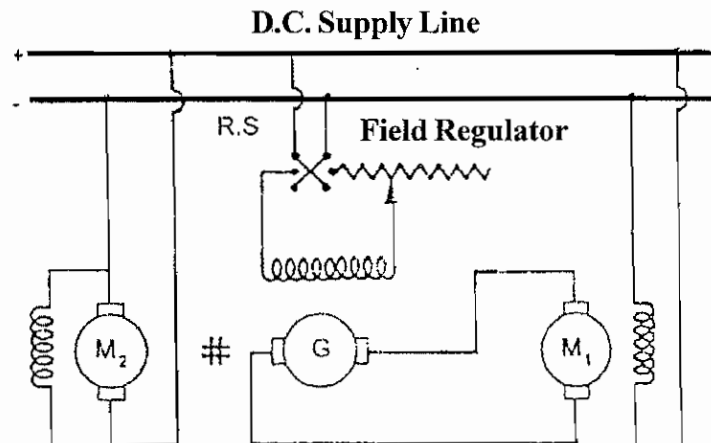 D.C. Supply Line
+
-
R.S Field Regulator
M₂ # G M₁